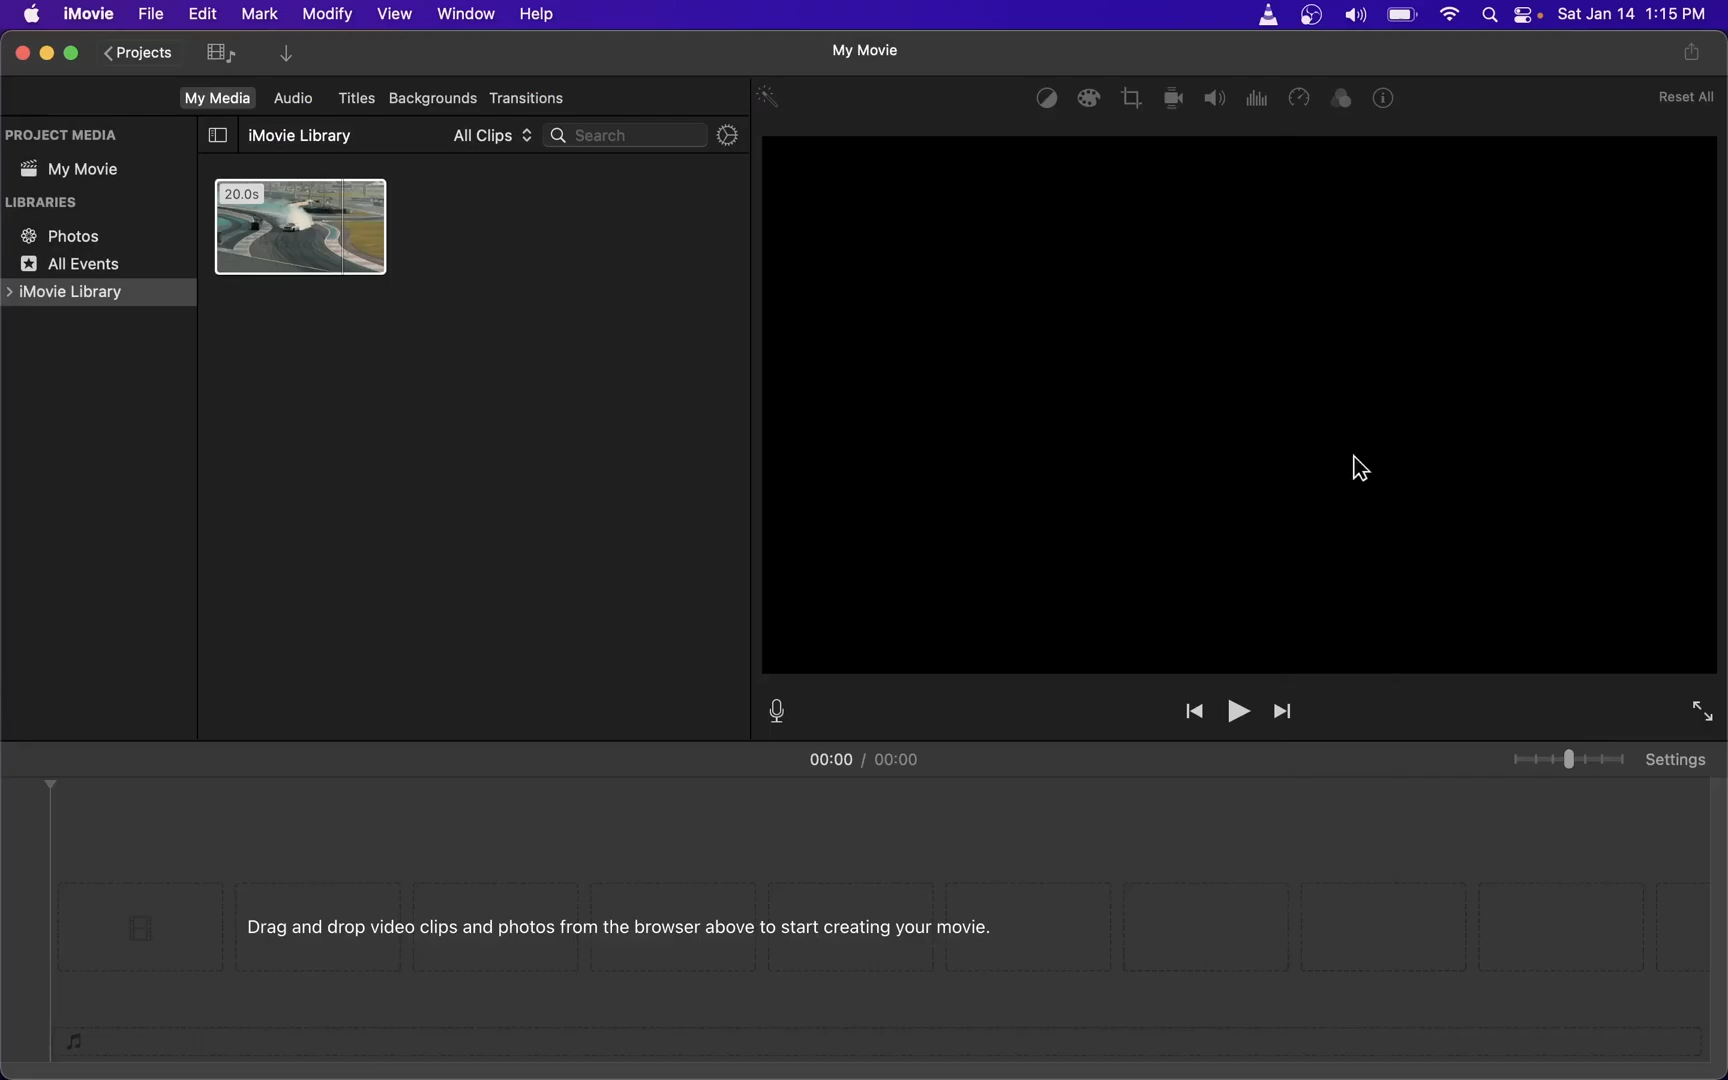 iMovie File Edit Mark Modify View Window Help Sat Jan 14 1:15 PM
Projects My Movie
My Media Audio Titles Backgrounds Transitions Reset All
PROJECT MEDIA
My Movie
LIBRARIES
Photos
All Events
iMovie Library
iMovie Library All Clips Search
20.0s
00:00 / 00:00 Settings
Drag and drop video clips and photos from the browser above to start creating your movie.